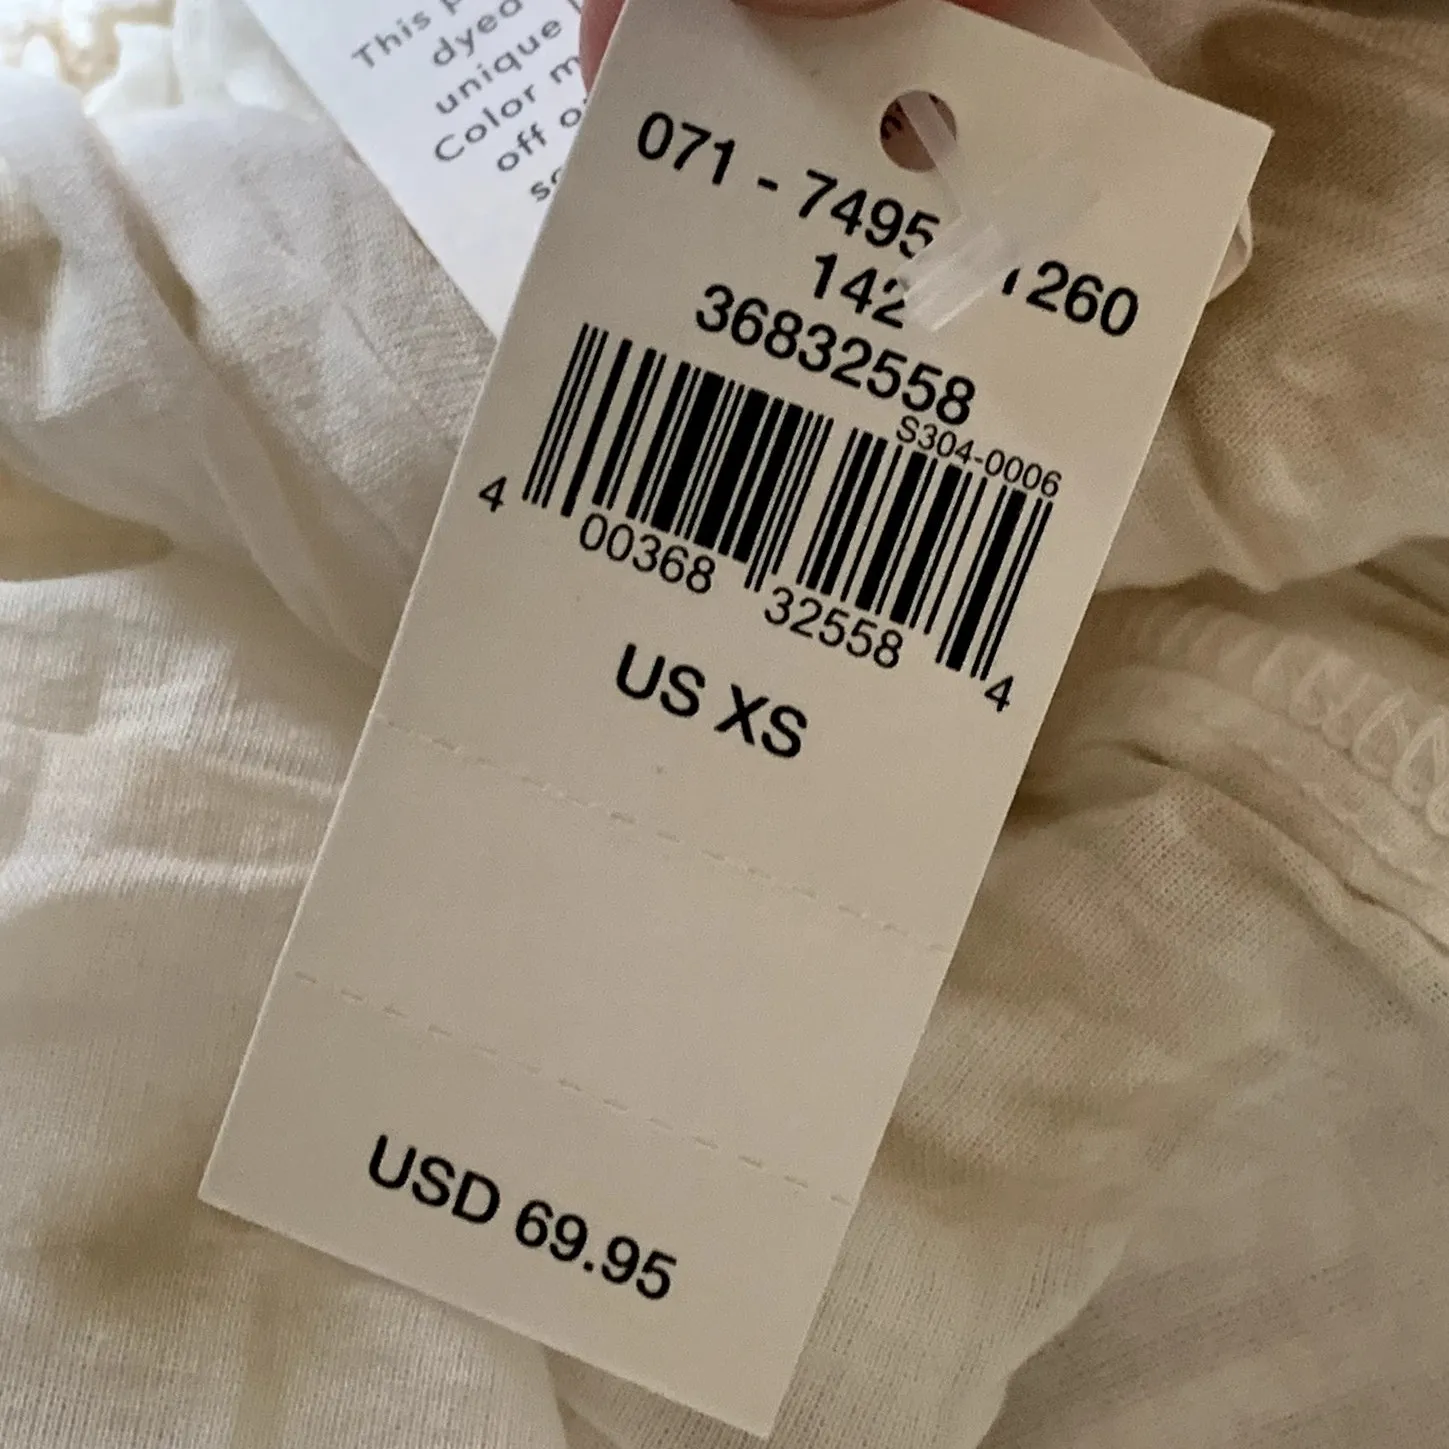 This
dyed
unique
Color
off
071 - 7495 1260
142
36832558
S304-0006
4 00368 32558 4
US XS
USD 69.95